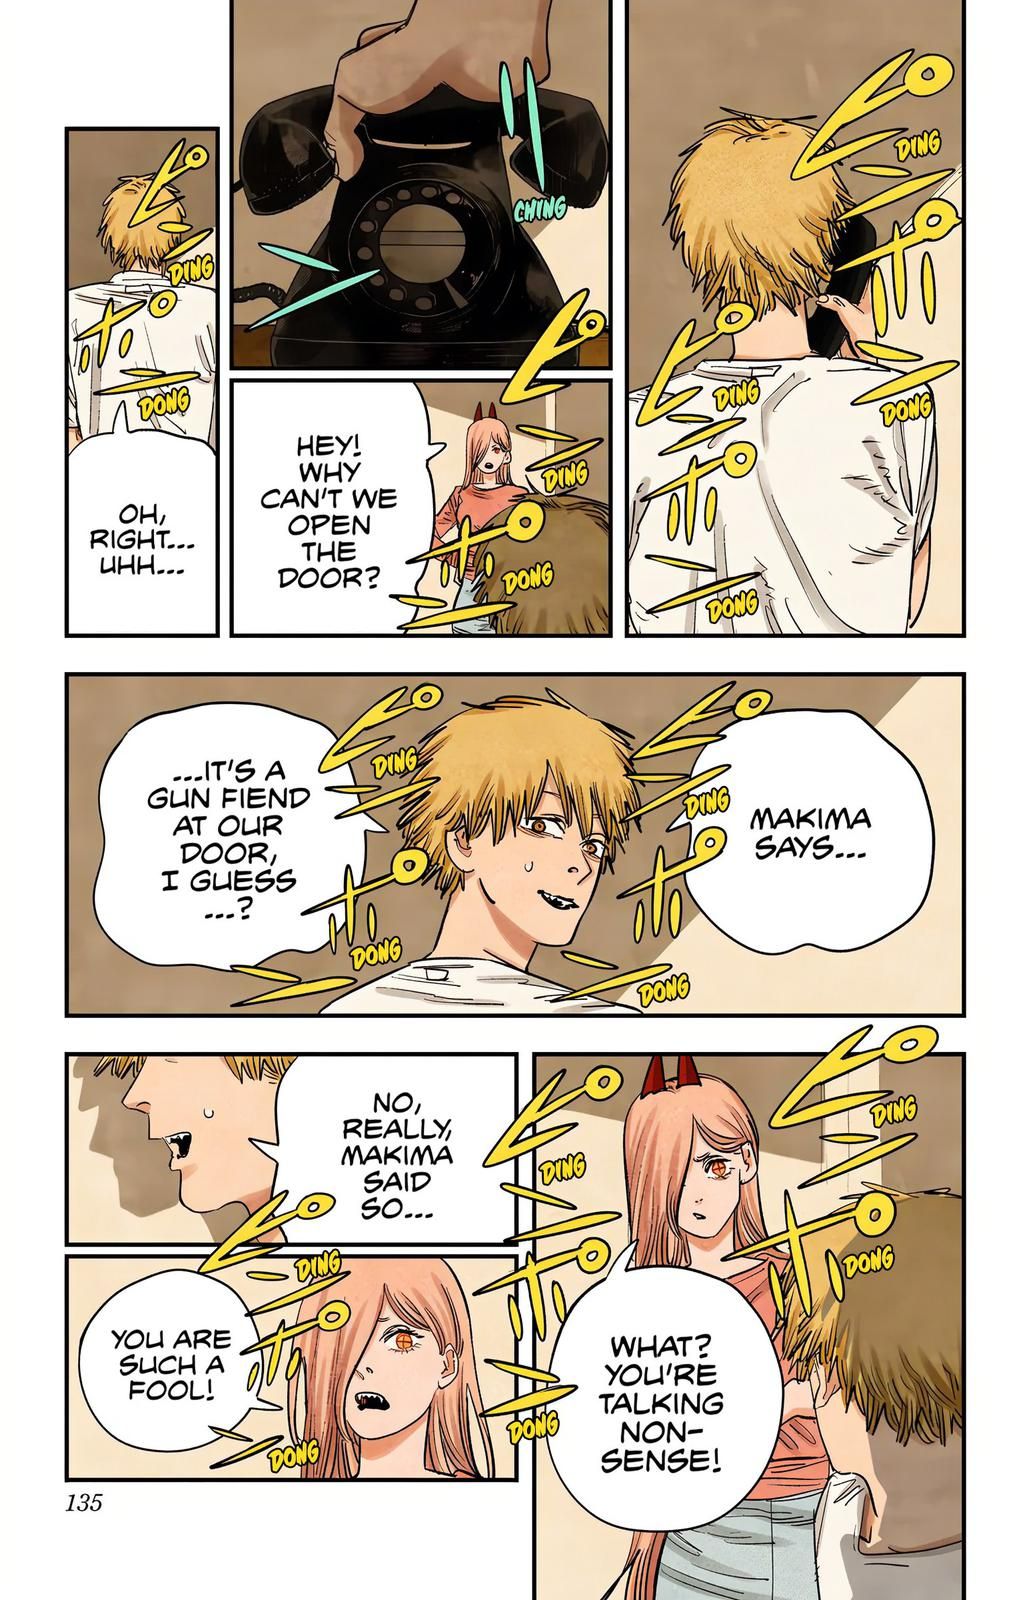 DING
DONG
DING
DONG
CHING
HEY!
WHY
CAN'T WE
OPEN
THE
DOOR?
DING
DONG
DING
DONG
OH,
RIGHT...
UHH...
MAKIMA
SAYS...
DING
DONG
DING
DONG
...IT'S A
GUN FIEND
AT OUR
DOOR,
I GUESS
...?
DING
DONG
WHAT?
YOU'RE
TALKING
NON-
SENSE!
DING
DONG
NO,
REALLY,
MAKIMA
SAID
SO...
YOU ARE
SUCH A
FOOL!
DING
DONG
135